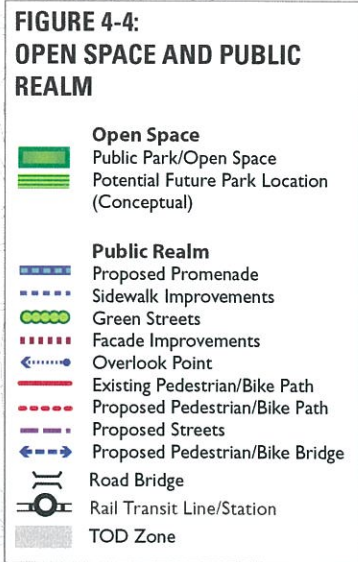 FIGURE 4-4:
OPEN SPACE AND PUBLIC
REALM
Open Space
Public Park/Open Space
Potential Future Park Location
(Conceptual)
Public Realm
Proposed Promenade
Sidewalk Improvements
Green Streets
Facade Improvements
Overlook Point
Existing Pedestrian/Bike Path
Proposed Pedestrian/Bike Path
Proposed Streets
Proposed Pedestrian/Bike Bridge
Road Bridge
Rail Transit Line/Station
TOD Zone